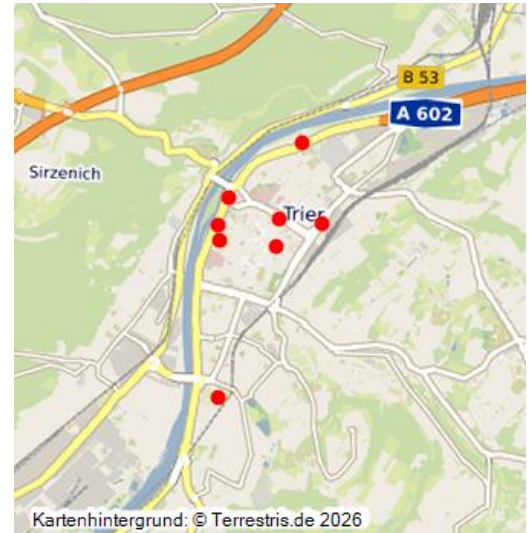 B 53
A 602
Sirzenich
Trier
Kartenhintergrund: © Terrestris.de 2026